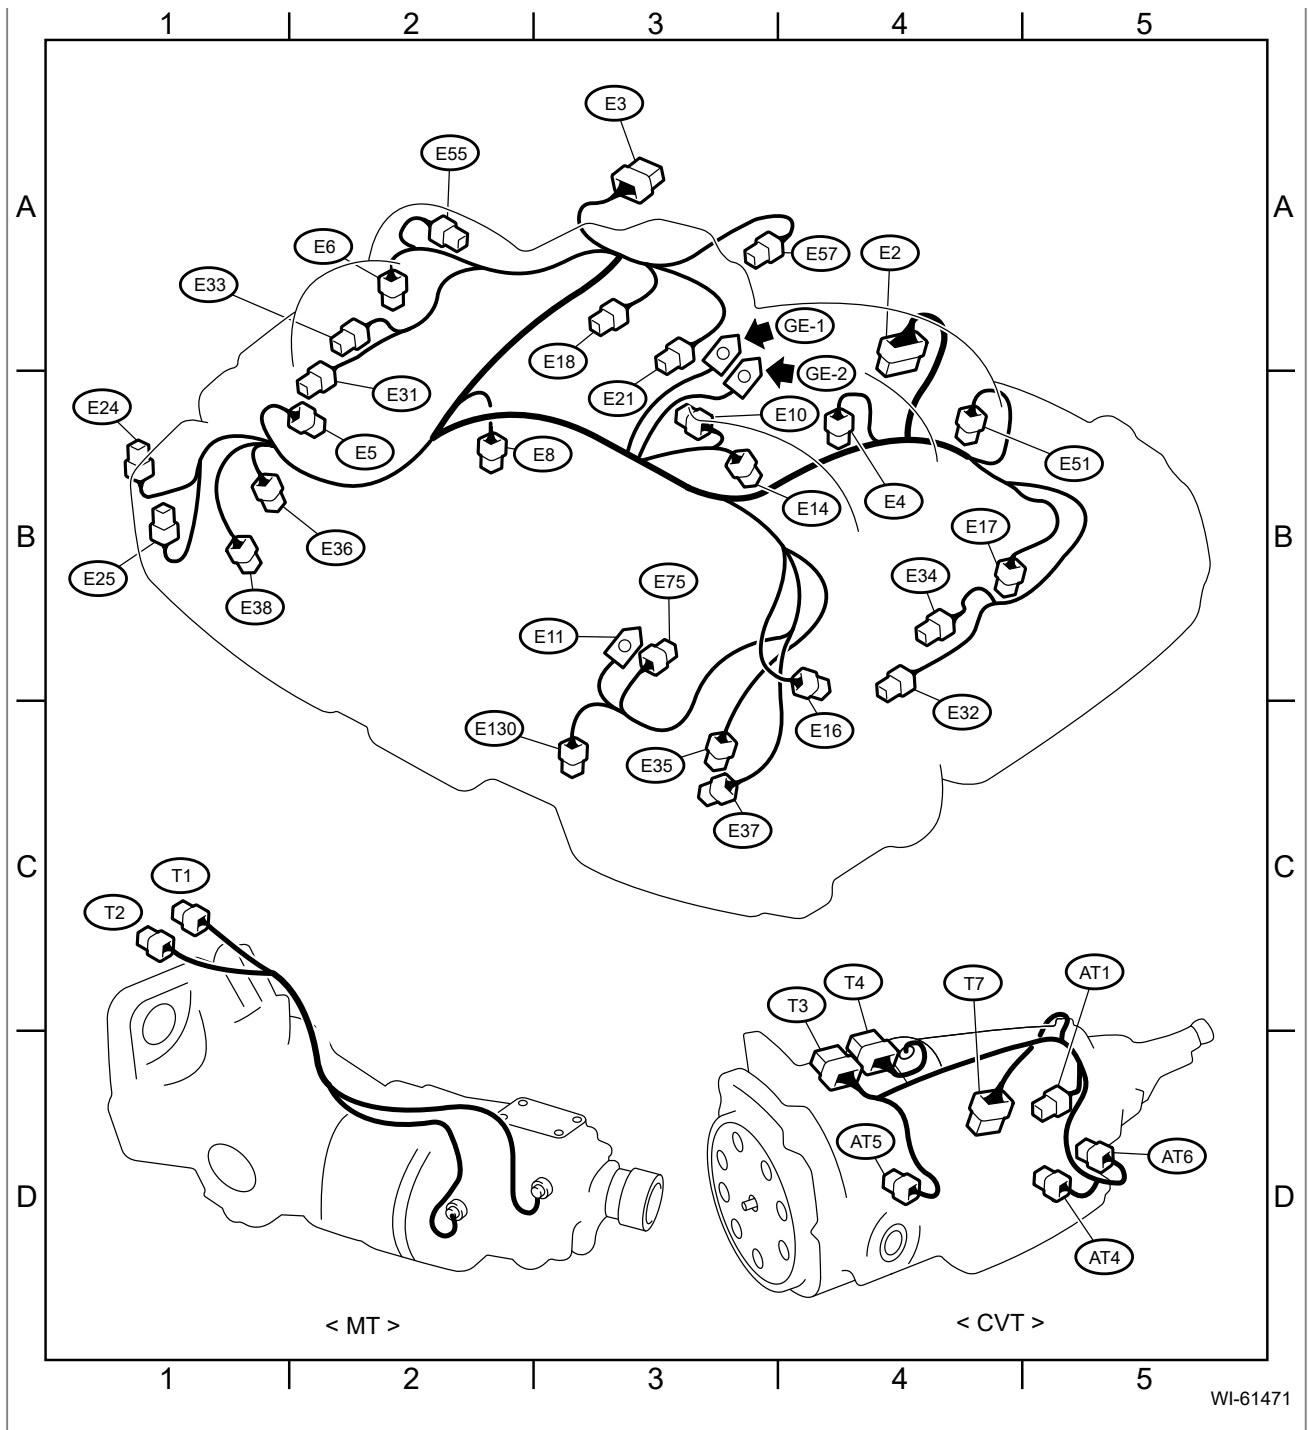 1 2 3 4 5
E3
E55
A A
E6 E57 E2
E33
GE-1
E18 GE-2
E31 E21
E24 E10
E5 E8 E51
E14 E4
B E36 E17 B
E25 E34
E38 E75
E11
E130 E16 E32
E35
E37
C C
T1
T2
T3 T4 T7 AT1
AT5 AT6
D D
AT4
< MT > < CVT >
1 2 3 4 5
WI-61471